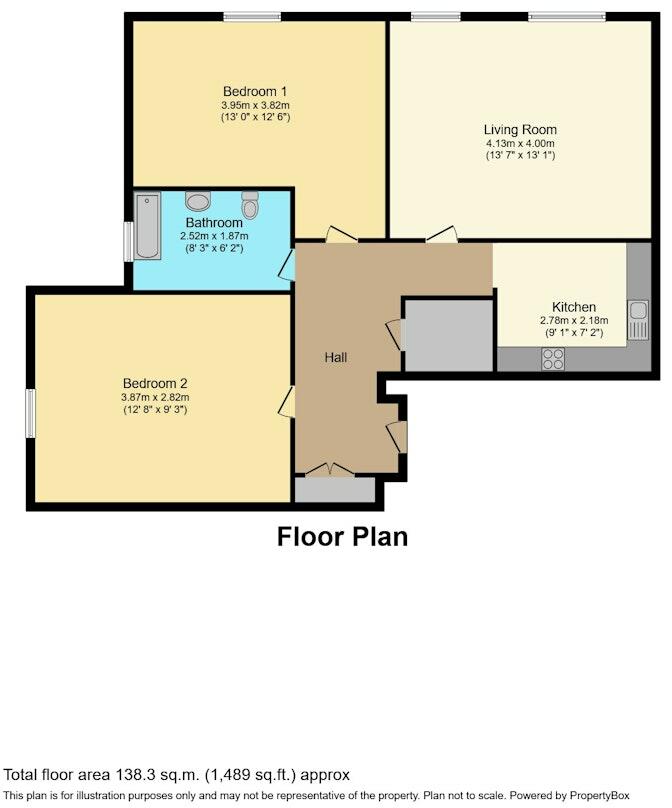 Bedroom 1
3.95m x 3.82m
(13' 0" x 12' 6")
Living Room
4.13m x 4.00m
(13' 7" x 13' 1")
Bathroom
2.52m x 1.87m
(8' 3" x 6' 2")
Kitchen
2.78m x 2.18m
(9' 1" x 7' 2")
Hall
Bedroom 2
3.87m x 2.82m
(12' 8" x 9' 3")
Floor Plan
Total floor area 138.3 sq.m. (1,489 sq.ft.) approx
This plan is for illustration purposes only and may not be representative of the property. Plan not to scale. Powered by PropertyBox